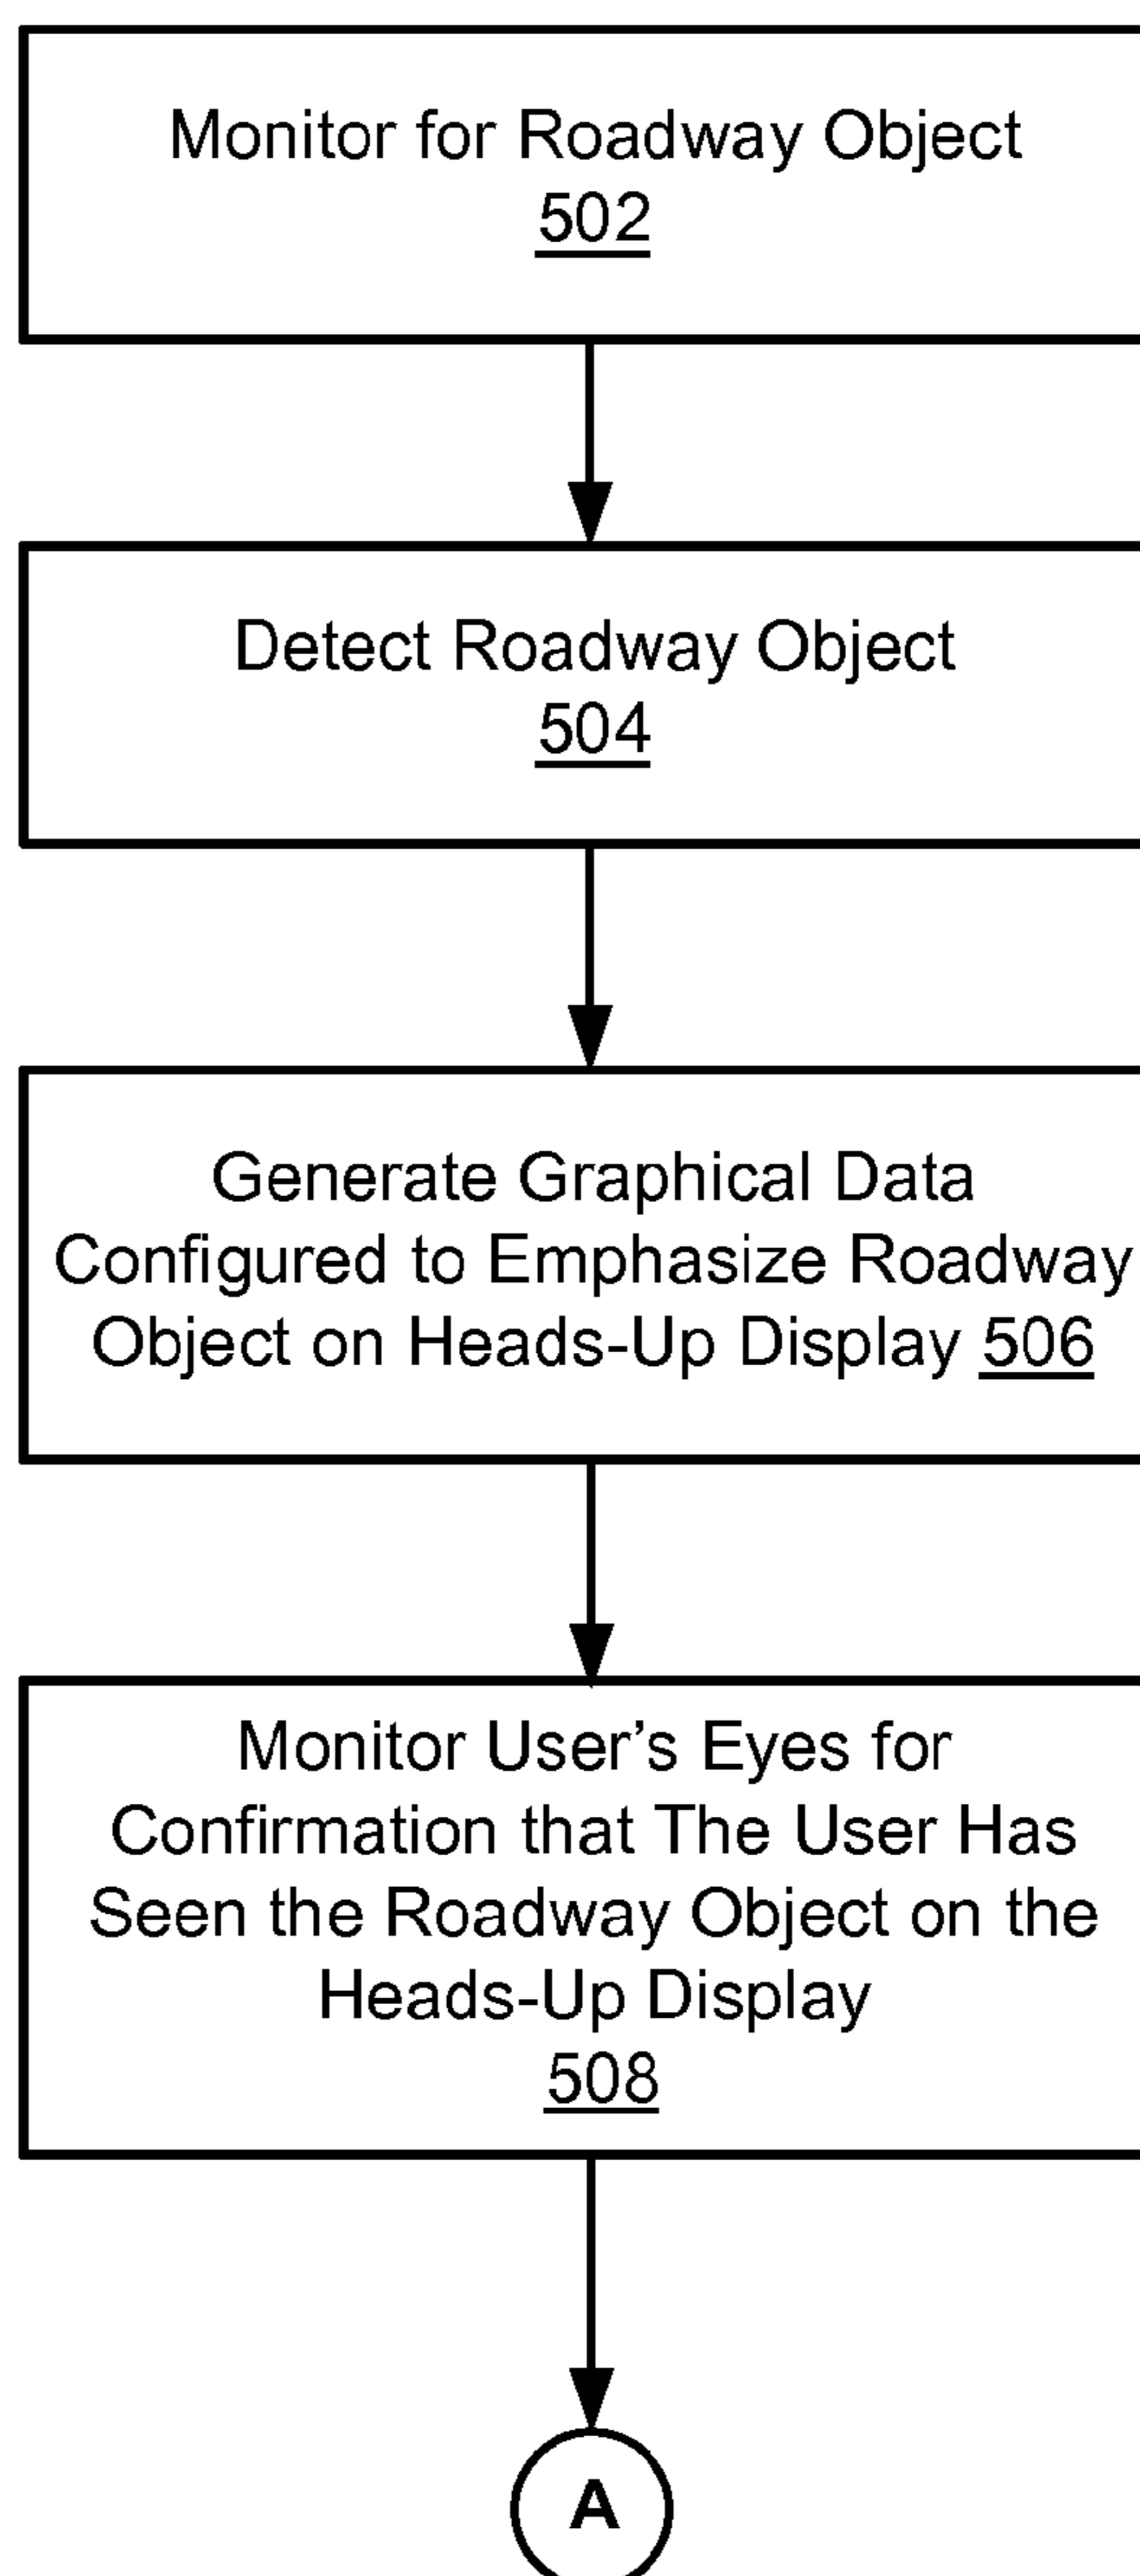 Monitor for Roadway Object
502
Detect Roadway Object
504
Generate Graphical Data
Configured to Emphasize Roadway
Object on Heads-Up Display 506
Monitor User’s Eyes for
Confirmation that The User Has
Seen the Roadway Object on the
Heads-Up Display
508
A